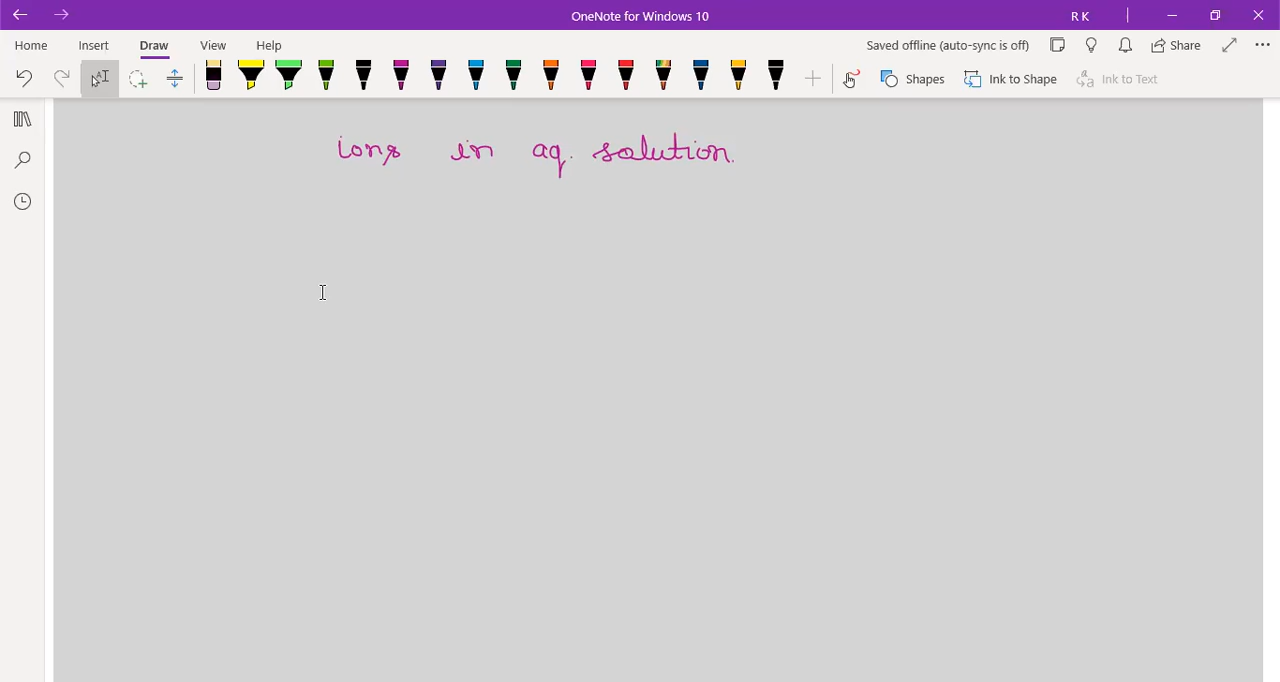 OneNote for Windows 10
R K
Home Insert Draw View Help
Saved offline (auto-sync is off)
Share
Shapes
Ink to Shape
Ink to Text
ions in aq. solution.